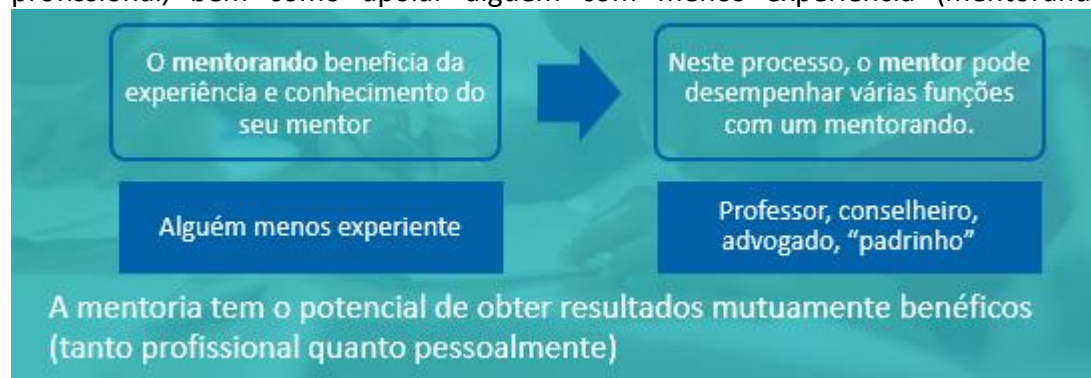 profissional) bem como apoiar alguém com menos experiência (mentorand
O mentorando beneficia da
experiência e conhecimento do
seu mentor
Neste processo, o mentor pode
desempenhar várias funções
com um mentorando.
Alguém menos experiente
Professor, conselheiro,
advogado, “padrinho”
A mentoria tem o potencial de obter resultados mutuamente benéficos
(tanto profissional quanto pessoalmente)